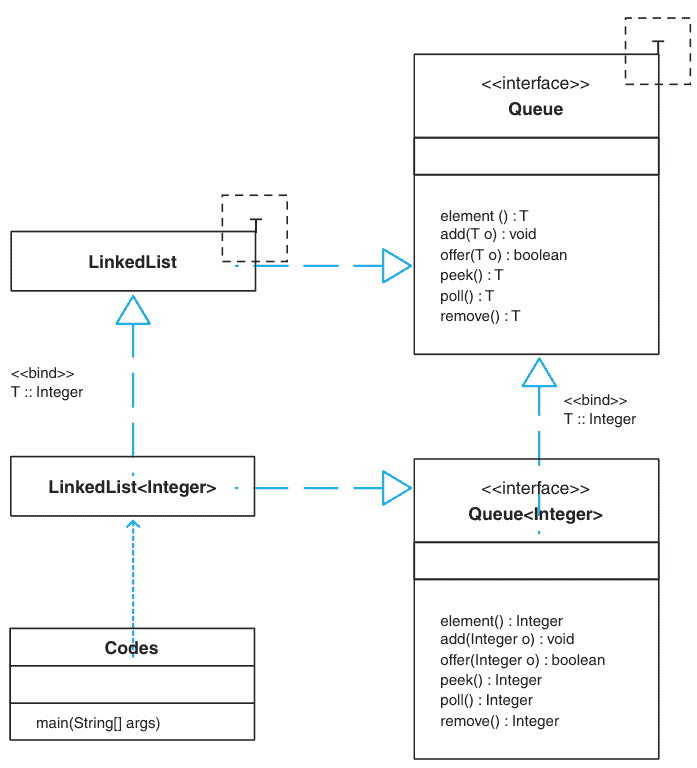 T
<<interface>>
Queue
element () : T
add(T o) : void
offer(T o) : boolean
peek() : T
poll() : T
remove() : T
T
LinkedList
<<bind>>
T :: Integer
<<bind>>
T :: Integer
LinkedList<Integer>
<<interface>>
Queue<Integer>
element() : Integer
add(Integer o) : void
offer(Integer o) : boolean
peek() : Integer
poll() : Integer
remove() : Integer
Codes
main(String[] args)